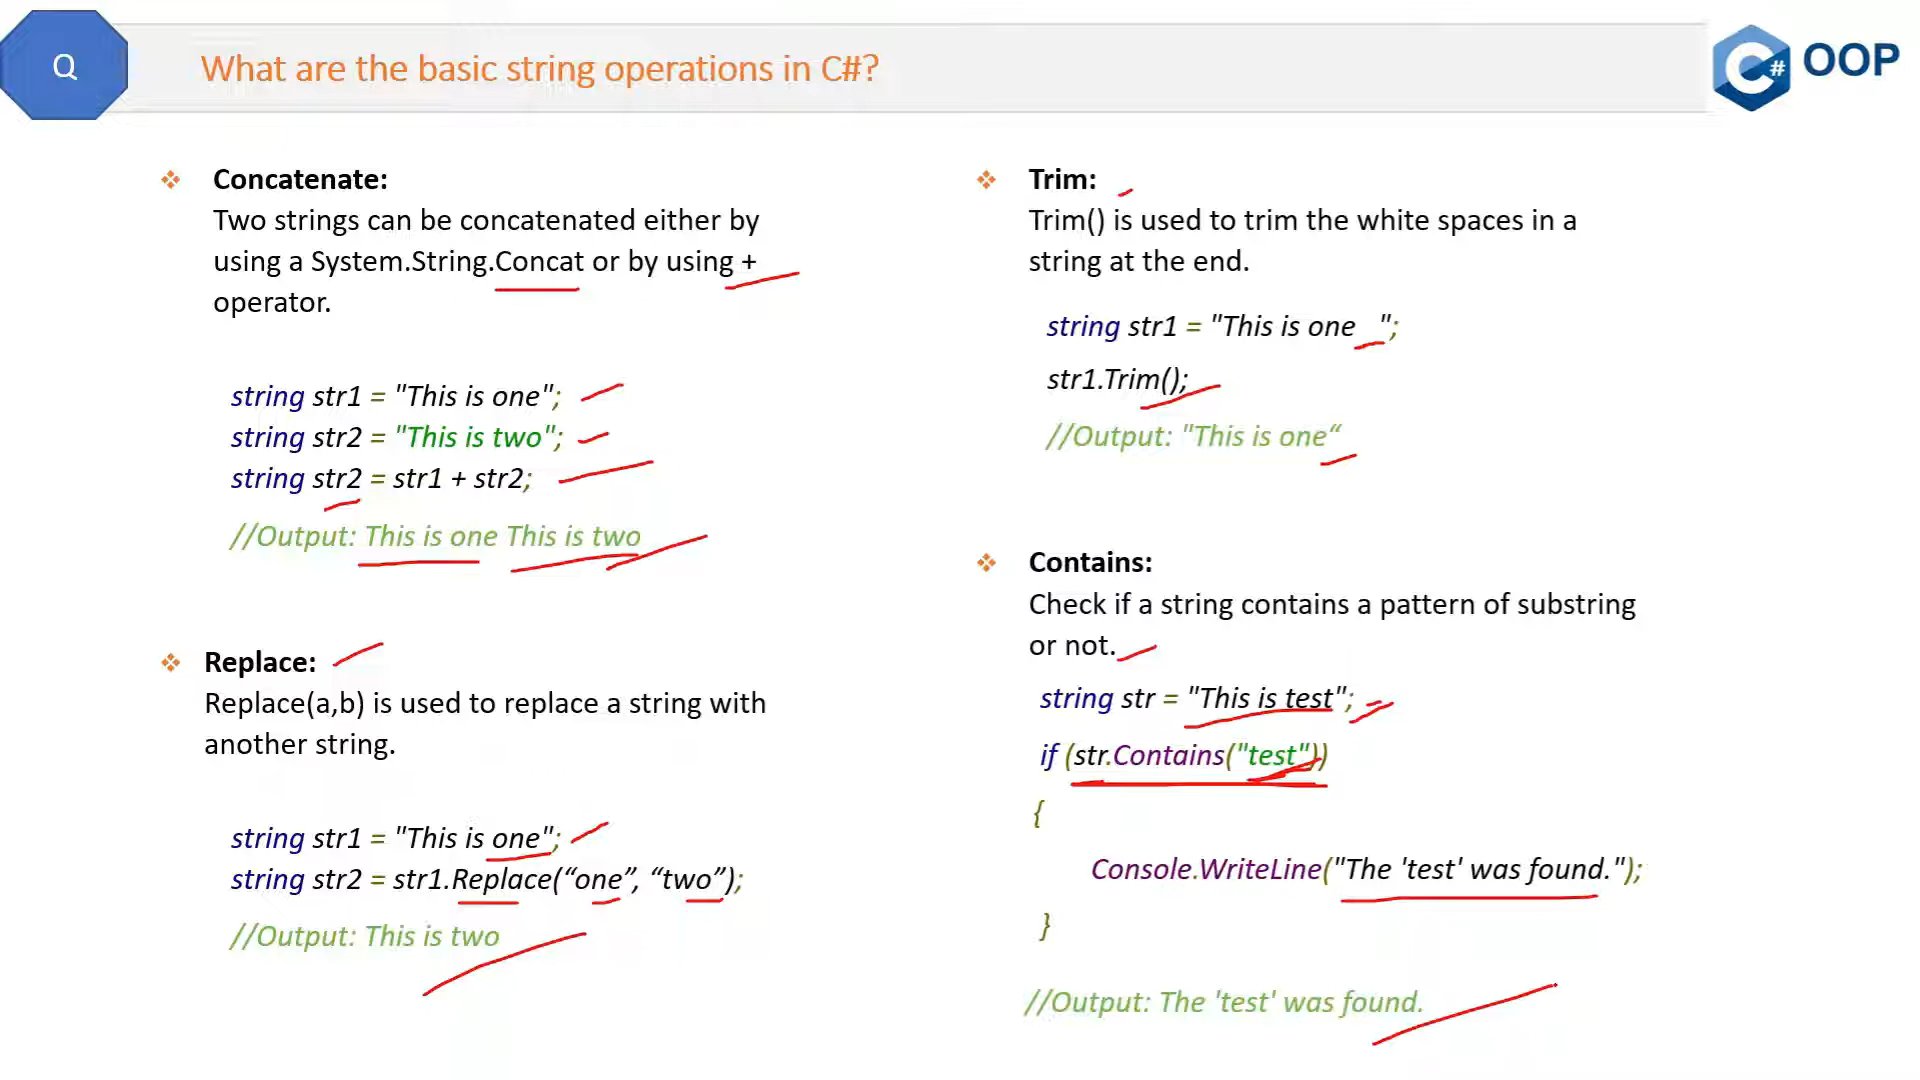 Q
What are the basic string operations in C#?
C#
OOP
Concatenate:
Two strings can be concatenated either by
using a System.String.Concat or by using +
operator.
string str1 = "This is one";
string str2 = "This is two";
string str2 = str1 + str2;
//Output: This is one This is two
Replace:
Replace(a,b) is used to replace a string with
another string.
string str1 = "This is one";
string str2 = str1.Replace(“one”, “two”);
//Output: This is two
Trim:
Trim() is used to trim the white spaces in a
string at the end.
string str1 = "This is one   ";
str1.Trim();
//Output: "This is one“
Contains:
Check if a string contains a pattern of substring
or not.
string str = "This is test";
if (str.Contains("test"))
{
Console.WriteLine("The 'test' was found.");
}
//Output: The 'test' was found.